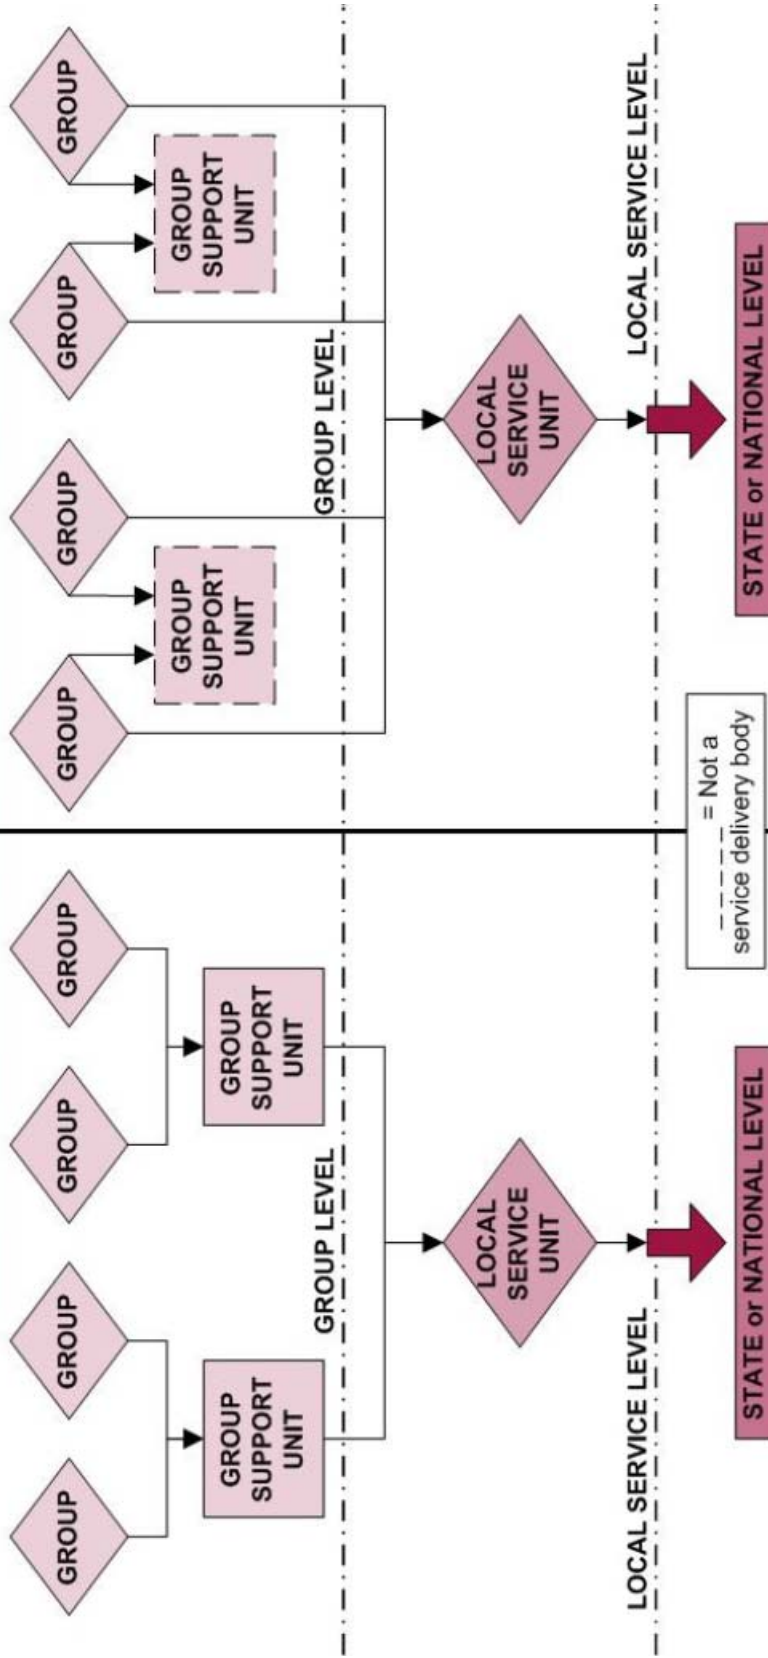 GROUP
GROUP
GROUP
GROUP
GROUP
SUPPORT
UNIT
GROUP
SUPPORT
UNIT
GROUP LEVEL
LOCAL
SERVICE
UNIT
LOCAL SERVICE LEVEL
STATE or NATIONAL LEVEL
GROUP
GROUP
GROUP
GROUP
GROUP
SUPPORT
UNIT
GROUP
SUPPORT
UNIT
GROUP LEVEL
LOCAL
SERVICE
UNIT
LOCAL SERVICE LEVEL
STATE or NATIONAL LEVEL
_ _ _ _ _ _ = Not a
service delivery body